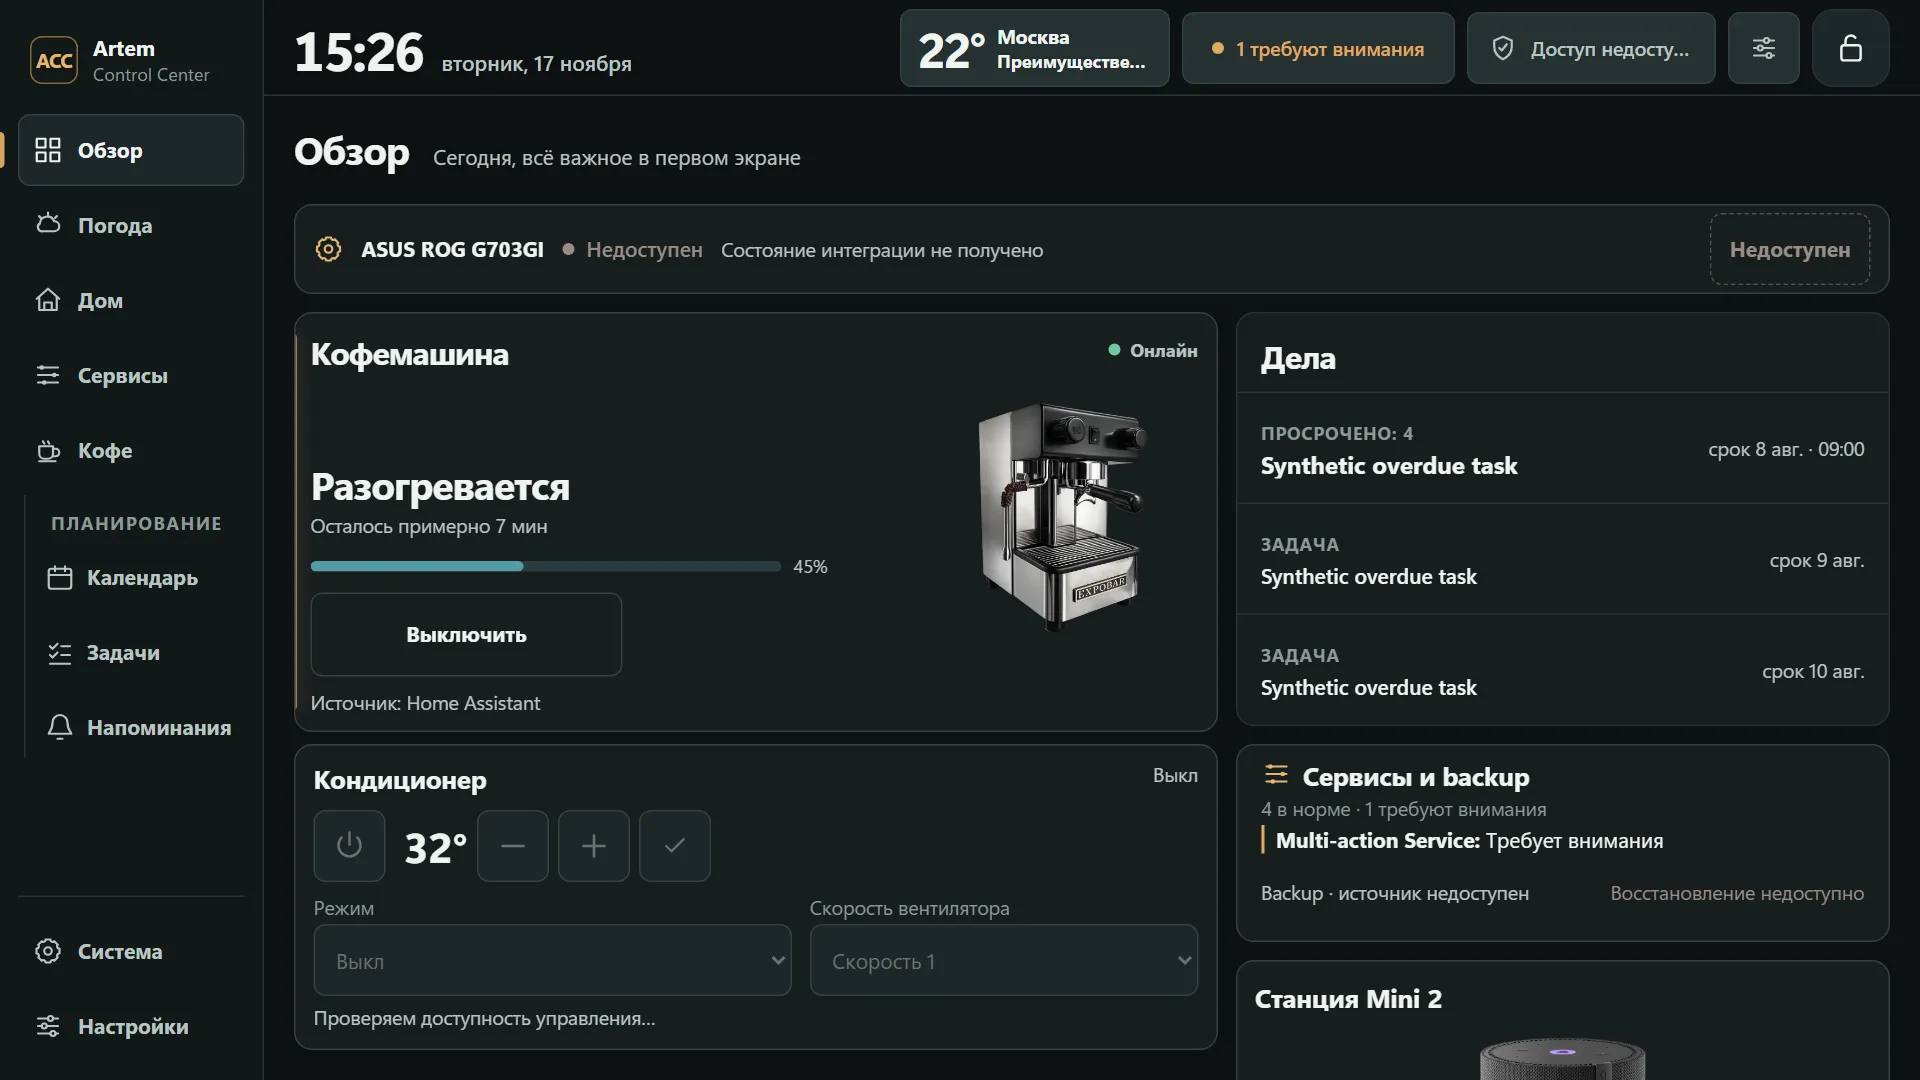 ACC
Artem
Control Center
Обзор
Погода
Дом
Сервисы
Кофе
ПЛАНИРОВАНИЕ
Календарь
Задачи
Напоминания
Система
Настройки
15:26
вторник, 17 ноября
22°
Москва
Преимуществе...
1 требуют внимания
Доступ недосту...
Обзор
Сегодня, всё важное в первом экране
ASUS ROG G703GI
Недоступен
Состояние интеграции не получено
Недоступен
Кофемашина
Онлайн
Разогревается
Осталось примерно 7 мин
45%
Выключить
Источник: Home Assistant
EXPOBAR
Кондиционер
Выкл
32°
Режим
Выкл
Скорость вентилятора
Скорость 1
Проверяем доступность управления...
Дела
ПРОСРОЧЕНО: 4
Synthetic overdue task
срок 8 авг. · 09:00
ЗАДАЧА
Synthetic overdue task
срок 9 авг.
ЗАДАЧА
Synthetic overdue task
срок 10 авг.
Сервисы и backup
4 в норме · 1 требуют внимания
Multi-action Service: Требует внимания
Backup · источник недоступен
Восстановление недоступно
Станция Mini 2